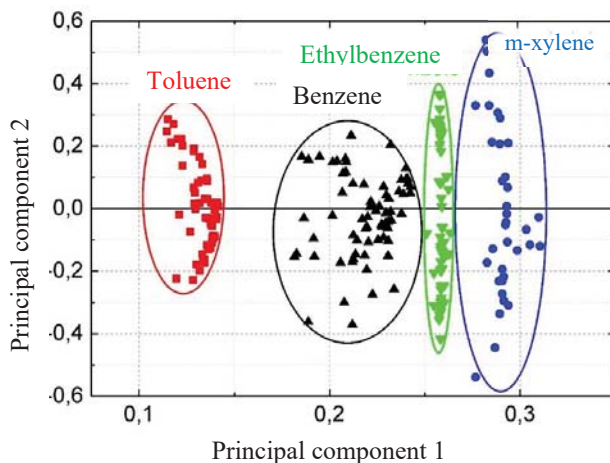 0,6
0,4
0,2
0,0
-0,2
-0,4
-0,6
Principal component 2
Toluene
Ethylbenzene
Benzene
m-xylene
0,1
0,2
0,3
Principal component 1